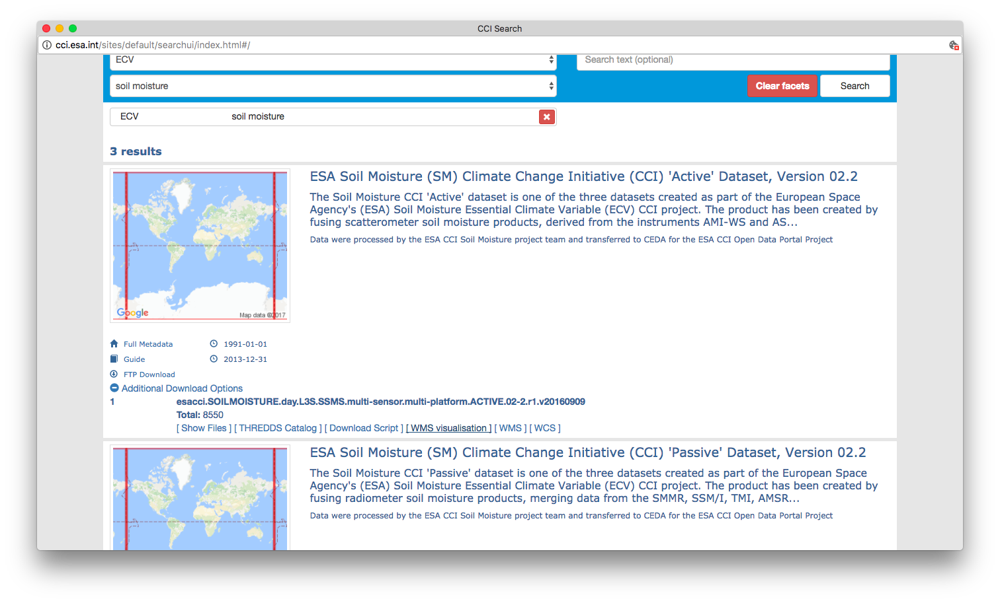 CCI Search
cci.esa.int/sites/default/searchui/index.html#/
ECV
Search text (optional)
soil moisture
Clear facets
Search
ECV soil moisture
3 results
Google
Map data ©2017
ESA Soil Moisture (SM) Climate Change Initiative (CCI) 'Active' Dataset, Version 02.2
The Soil Moisture CCI 'Active' dataset is one of the three datasets created as part of the European Space
Agency's (ESA) Soil Moisture Essential Climate Variable (ECV) CCI project. The product has been created by
fusing scatterometer soil moisture products, derived from the instruments AMI-WS and AS...
Data were processed by the ESA CCI Soil Moisture project team and transferred to CEDA for the ESA CCI Open Data Portal Project
Full Metadata 1991-01-01
Guide 2013-12-31
FTP Download
Additional Download Options
1 esacci.SOILMOISTURE.day.L3S.SSMS.multi-sensor.multi-platform.ACTIVE.02-2.r1.v20160909
Total: 8550
[ Show Files ] [ THREDDS Catalog ] [ Download Script ] [ WMS visualisation ] [ WMS ] [ WCS ]
ESA Soil Moisture (SM) Climate Change Initiative (CCI) 'Passive' Dataset, Version 02.2
The Soil Moisture CCI 'Passive' dataset is one of the three datasets created as part of the European Space
Agency's (ESA) Soil Moisture Essential Climate Variable (ECV) CCI project. The product has been created by
fusing radiometer soil moisture products, merging data from the SMMR, SSM/I, TMI, AMSR...
Data were processed by the ESA CCI Soil Moisture project team and transferred to CEDA for the ESA CCI Open Data Portal Project